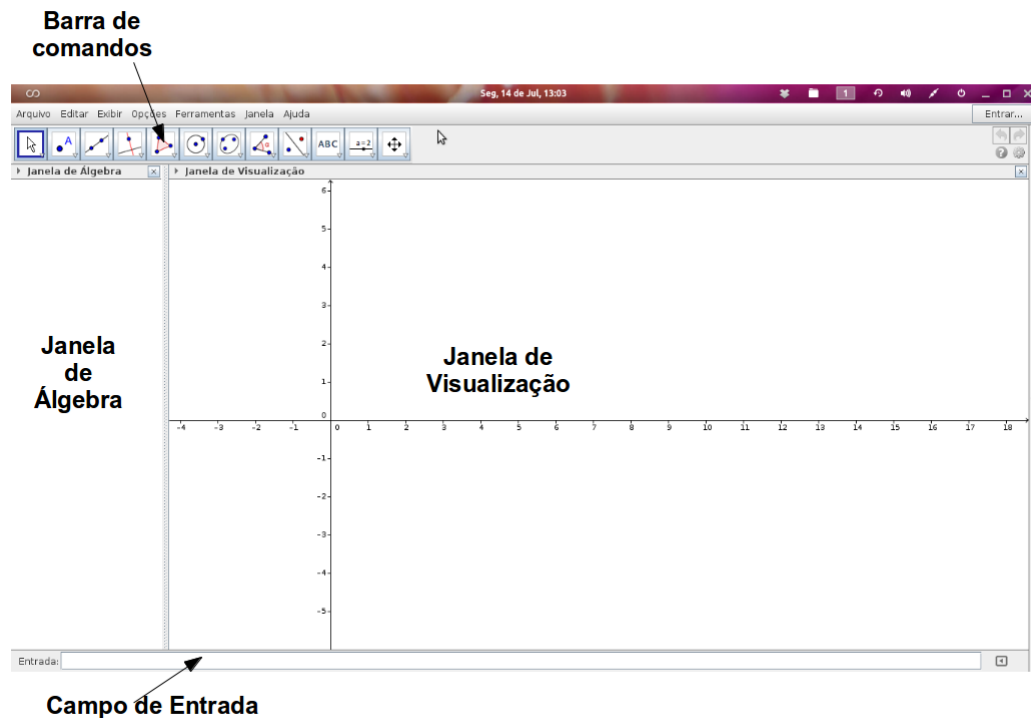 Barra de
comandos
Seg, 14 de Jul, 13:03
1
Arquivo Editar Exibir Opções Ferramentas Janela Ajuda
Entrar...
A
α
ABC
a=2
Janela de Álgebra
Janela de Visualização
6
5
4
3
2
1
0
-4 -3 -2 -1 0 1 2 3 4 5 6 7 8 9 10 11 12 13 14 15 16 17 18
-1
-2
-3
-4
-5
Janela
de
Álgebra
Janela de
Visualização
Entrada:
Campo de Entrada